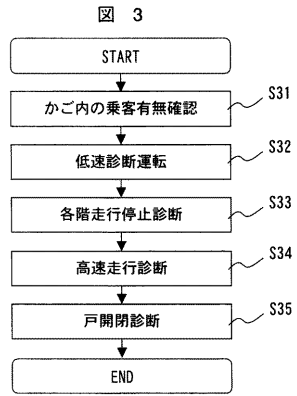 図 3
START
かご内の乗客有無確認
S31
低速診断運転
S32
各階走行停止診断
S33
高速走行診断
S34
戸開閉診断
S35
END